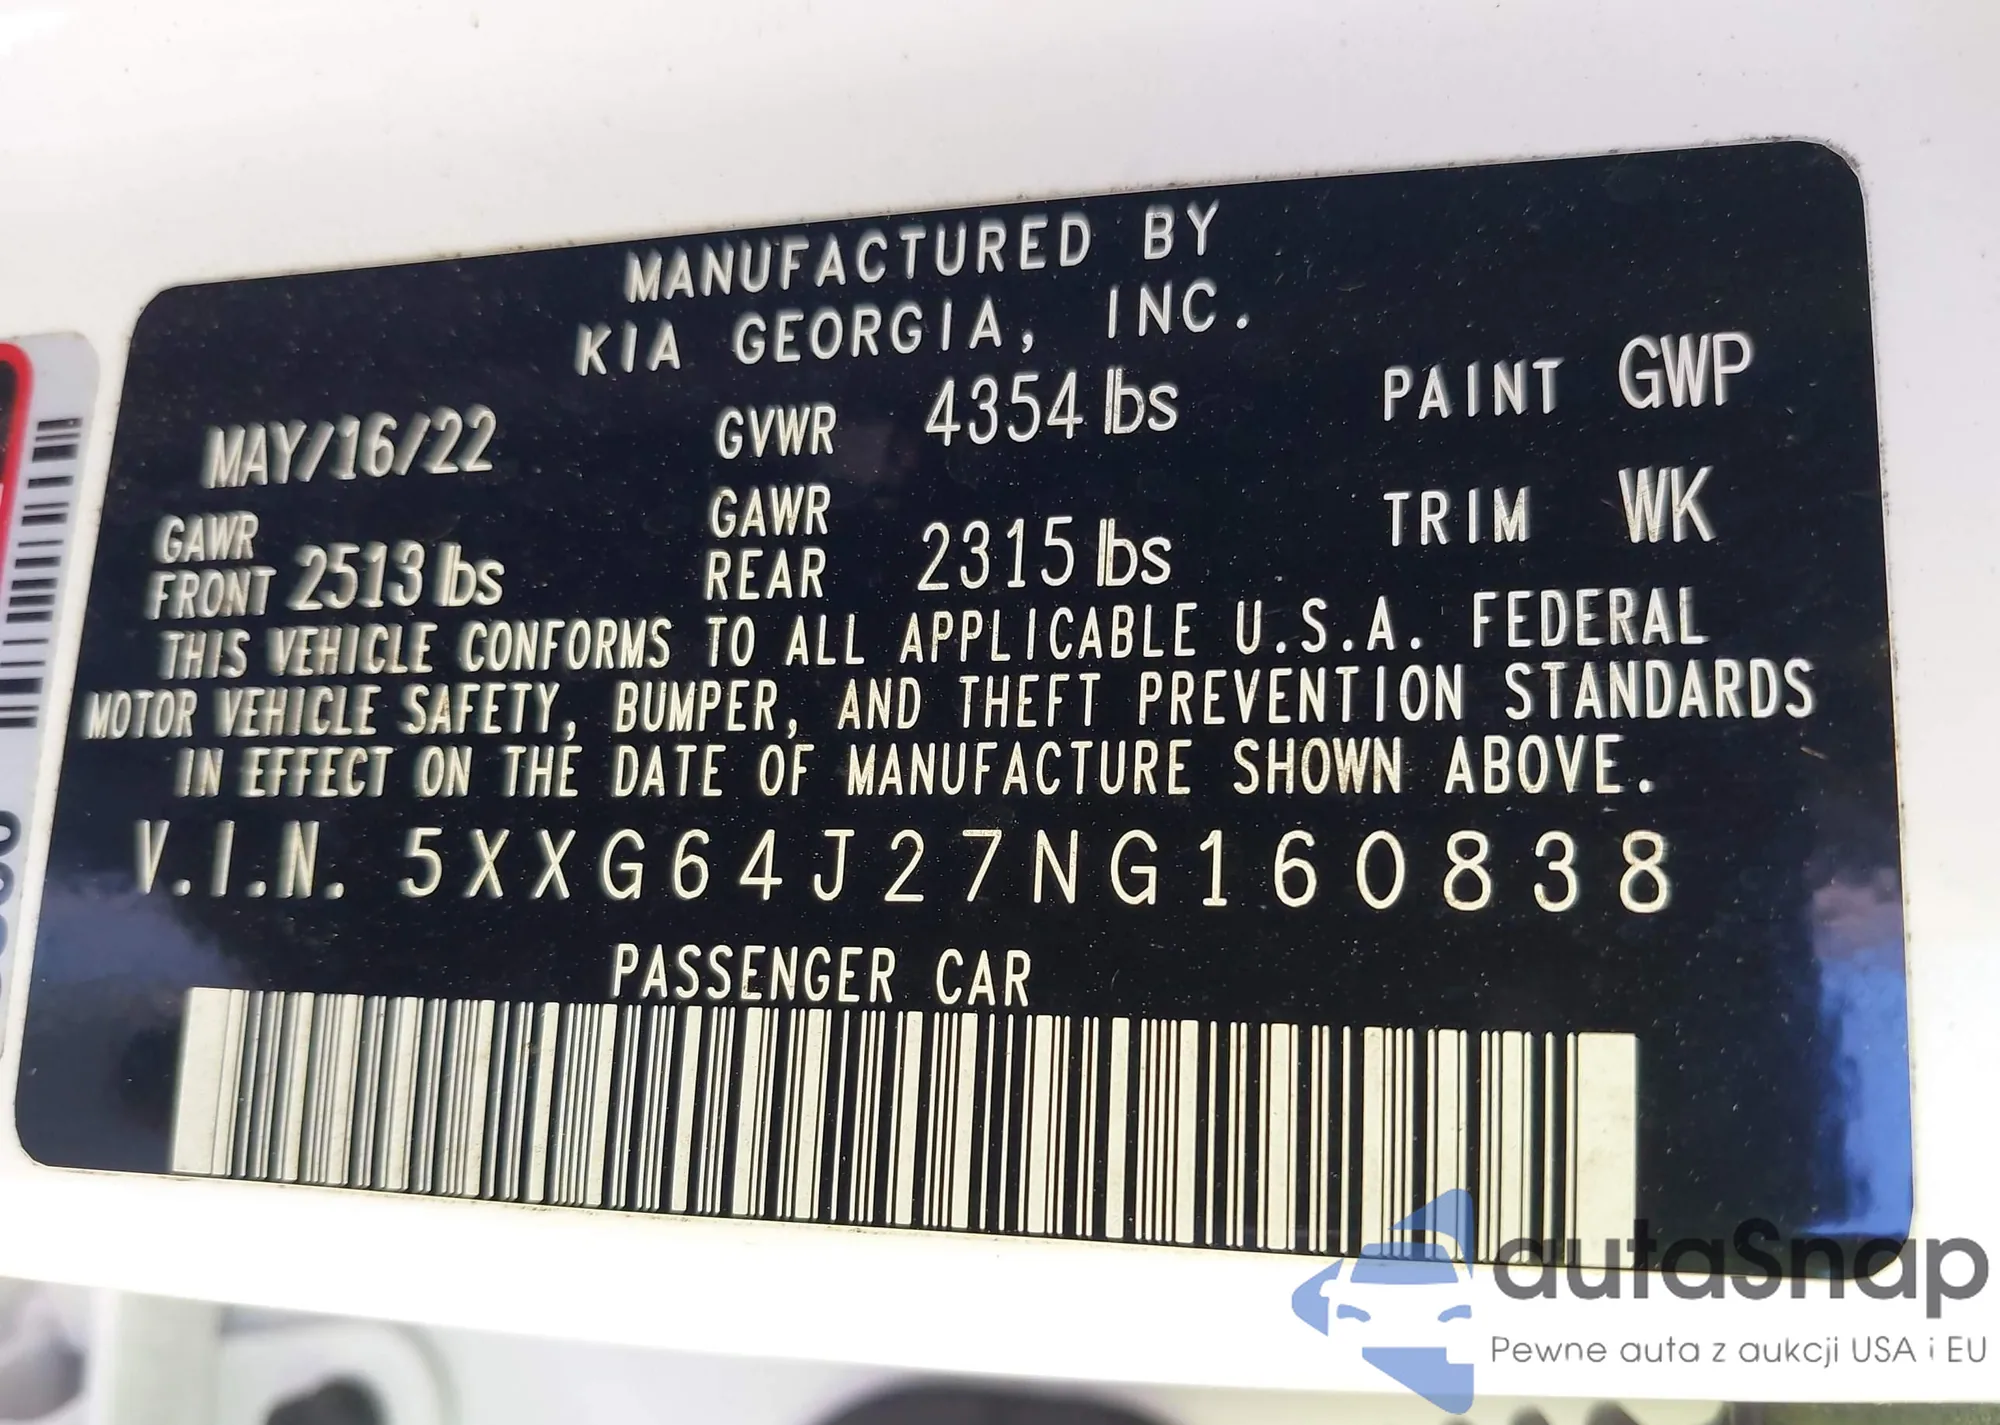 MANUFACTURED BY
KIA GEORGIA, INC.
MAY/16/22 GVWR 4354 lbs PAINT GWP
GAWR FRONT 2513 lbs GAWR REAR 2315 lbs TRIM WK
THIS VEHICLE CONFORMS TO ALL APPLICABLE U.S.A. FEDERAL
MOTOR VEHICLE SAFETY, BUMPER, AND THEFT PREVENTION STANDARDS
IN EFFECT ON THE DATE OF MANUFACTURE SHOWN ABOVE.
V.I.N. 5XXG64J27NG160838
PASSENGER CAR
autaSnap
Pewne auta z aukcji USA i EU